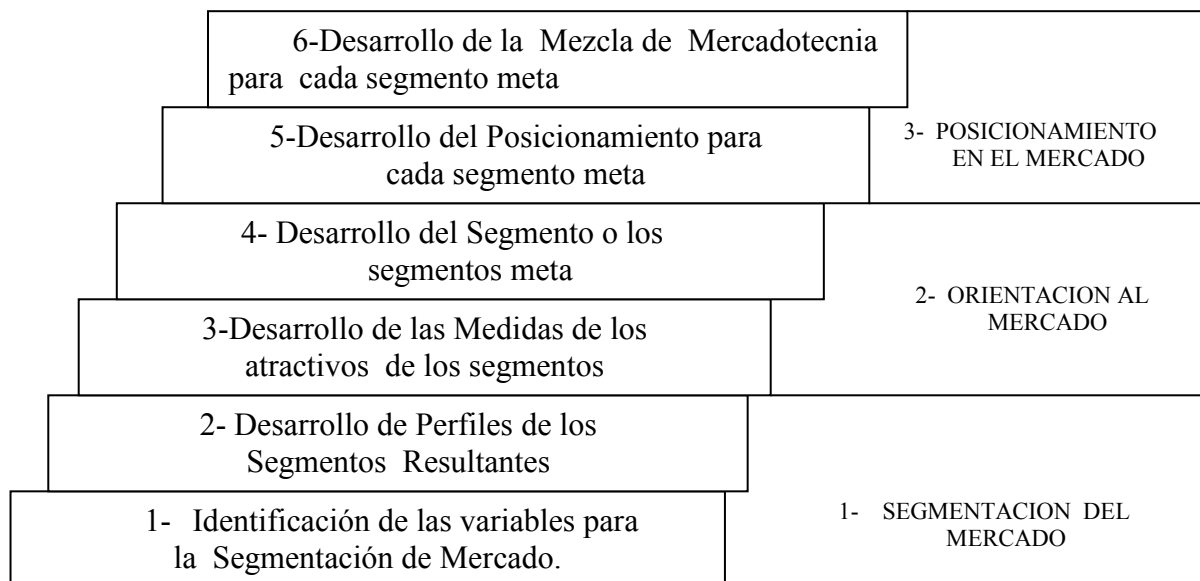 6-Desarrollo de la Mezcla de Mercadotecnia
para cada segmento meta
5-Desarrollo del Posicionamiento para
cada segmento meta
3- POSICIONAMIENTO
EN EL MERCADO
4- Desarrollo del Segmento o los
segmentos meta
3-Desarrollo de las Medidas de los
atractivos de los segmentos
2- ORIENTACION AL
MERCADO
2- Desarrollo de Perfiles de los
Segmentos Resultantes
1- Identificación de las variables para
la Segmentación de Mercado.
1- SEGMENTACION DEL
MERCADO